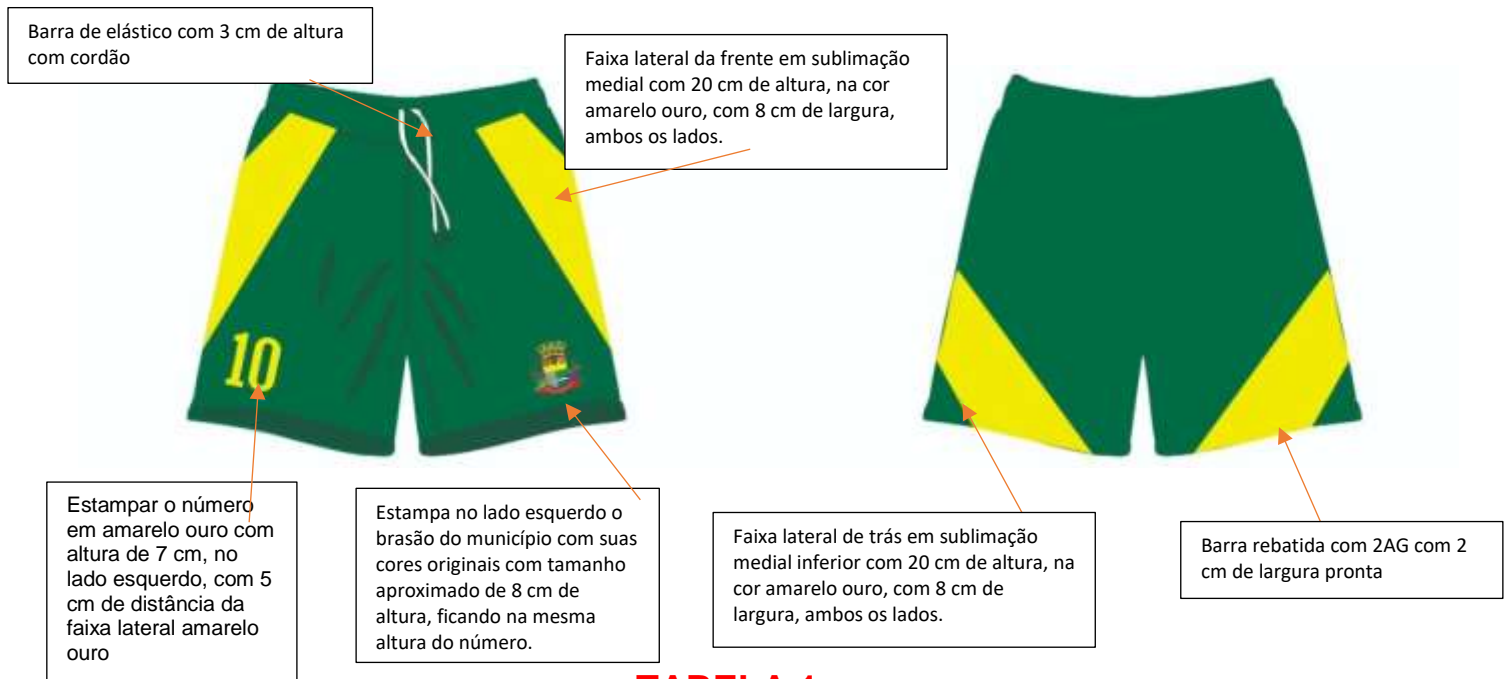 Barra de elástico com 3 cm de altura
com cordão
Faixa lateral da frente em sublimação
medial com 20 cm de altura, na cor
amarelo ouro, com 8 cm de largura,
ambos os lados.
10
Estampar o número
em amarelo ouro com
altura de 7 cm, no
lado esquerdo, com 5
cm de distância da
faixa lateral amarelo
ouro
Estampa no lado esquerdo o
brasão do município com suas
cores originais com tamanho
aproximado de 8 cm de
altura, ficando na mesma
altura do número.
Faixa lateral de trás em sublimação
medial inferior com 20 cm de altura, na
cor amarelo ouro, com 8 cm de
largura, ambos os lados.
Barra rebatida com 2AG com 2
cm de largura pronta